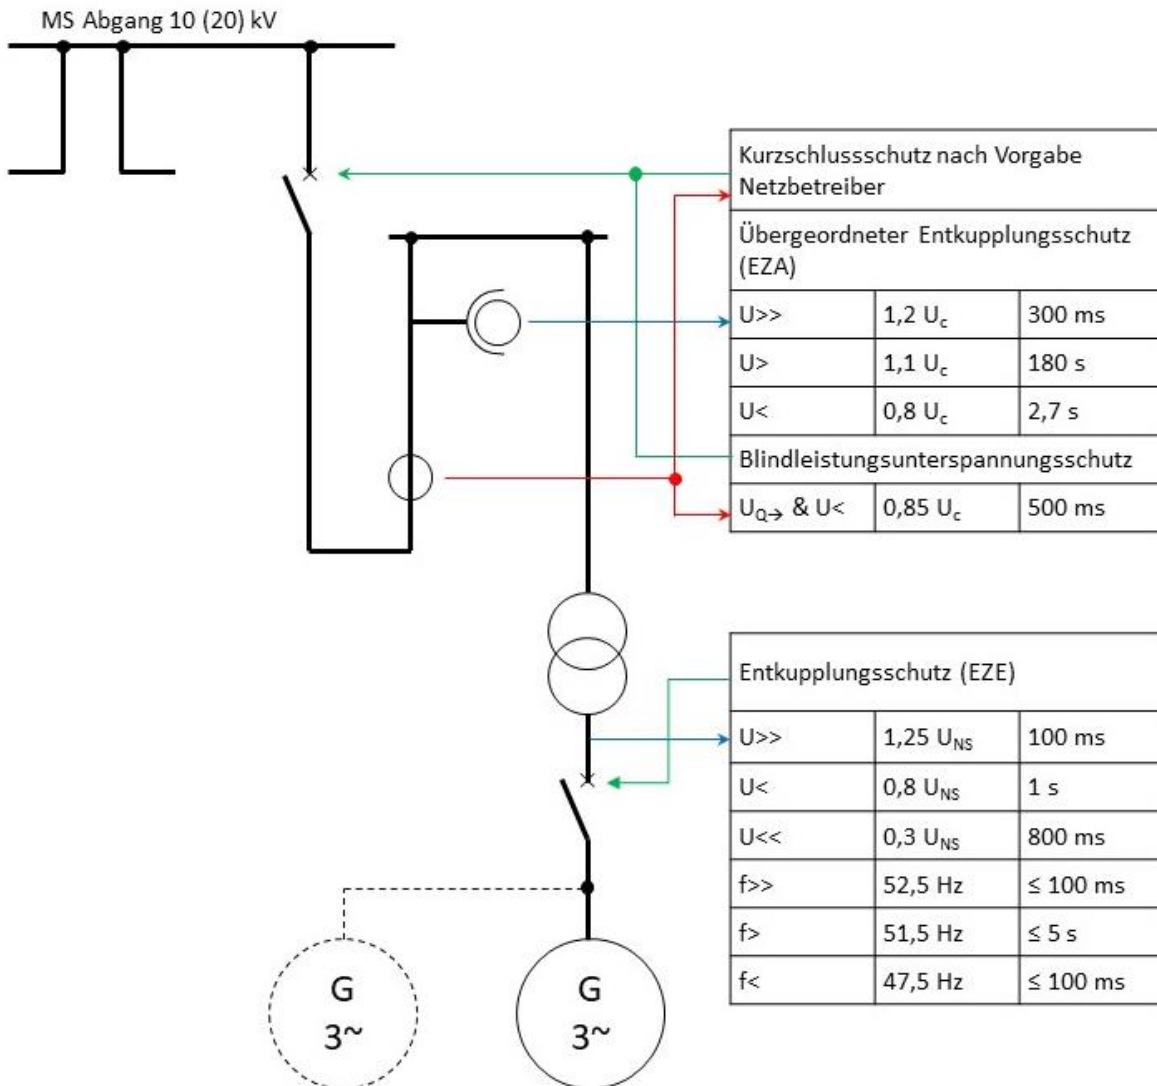 MS Abgang 10 (20) kV
Kurzschlussschutz nach Vorgabe
Netzbetreiber
Übergeordneter Entkupplungsschutz
(EZA)
U>> 1,2 Uc 300 ms
U> 1,1 Uc 180 s
U< 0,8 Uc 2,7 s
Blindleistungsunterspannungsschutz
UQ→ & U< 0,85 Uc 500 ms
Entkupplungsschutz (EZE)
U>> 1,25 UNS 100 ms
U< 0,8 UNS 1 s
U<< 0,3 UNS 800 ms
f>> 52,5 Hz ≤ 100 ms
f> 51,5 Hz ≤ 5 s
f< 47,5 Hz ≤ 100 ms
G
3~
G
3~